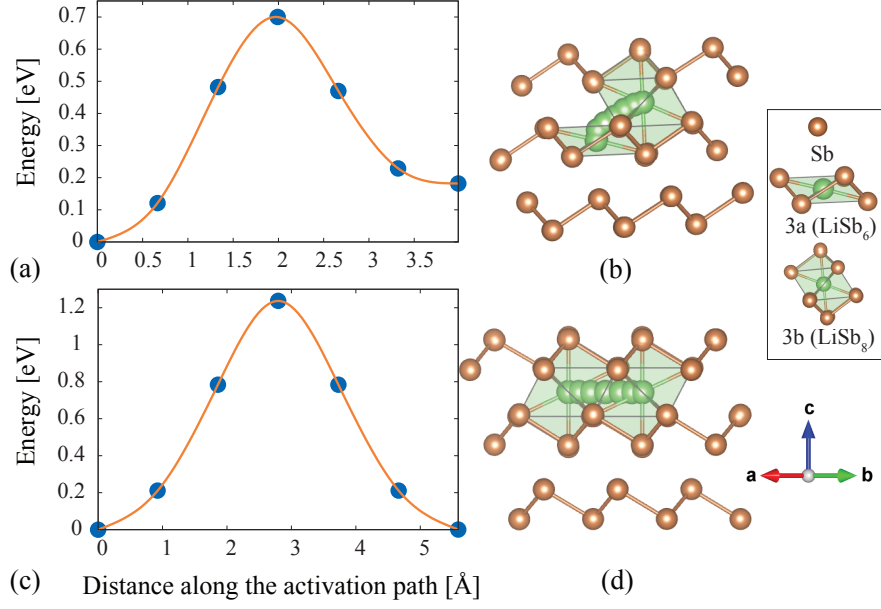 0.7
0.6
0.5
0.4
0.3
0.2
0.1
0
Energy [eV]
0 0.5 1 1.5 2 2.5 3 3.5
(a)
(b)
Sb
3a (LiSb₆)
3b (LiSb₈)
1.2
1
0.8
0.6
0.4
0.2
0
Energy [eV]
0 1 2 3 4 5
c
a b
(c) Distance along the activation path [Å] (d)